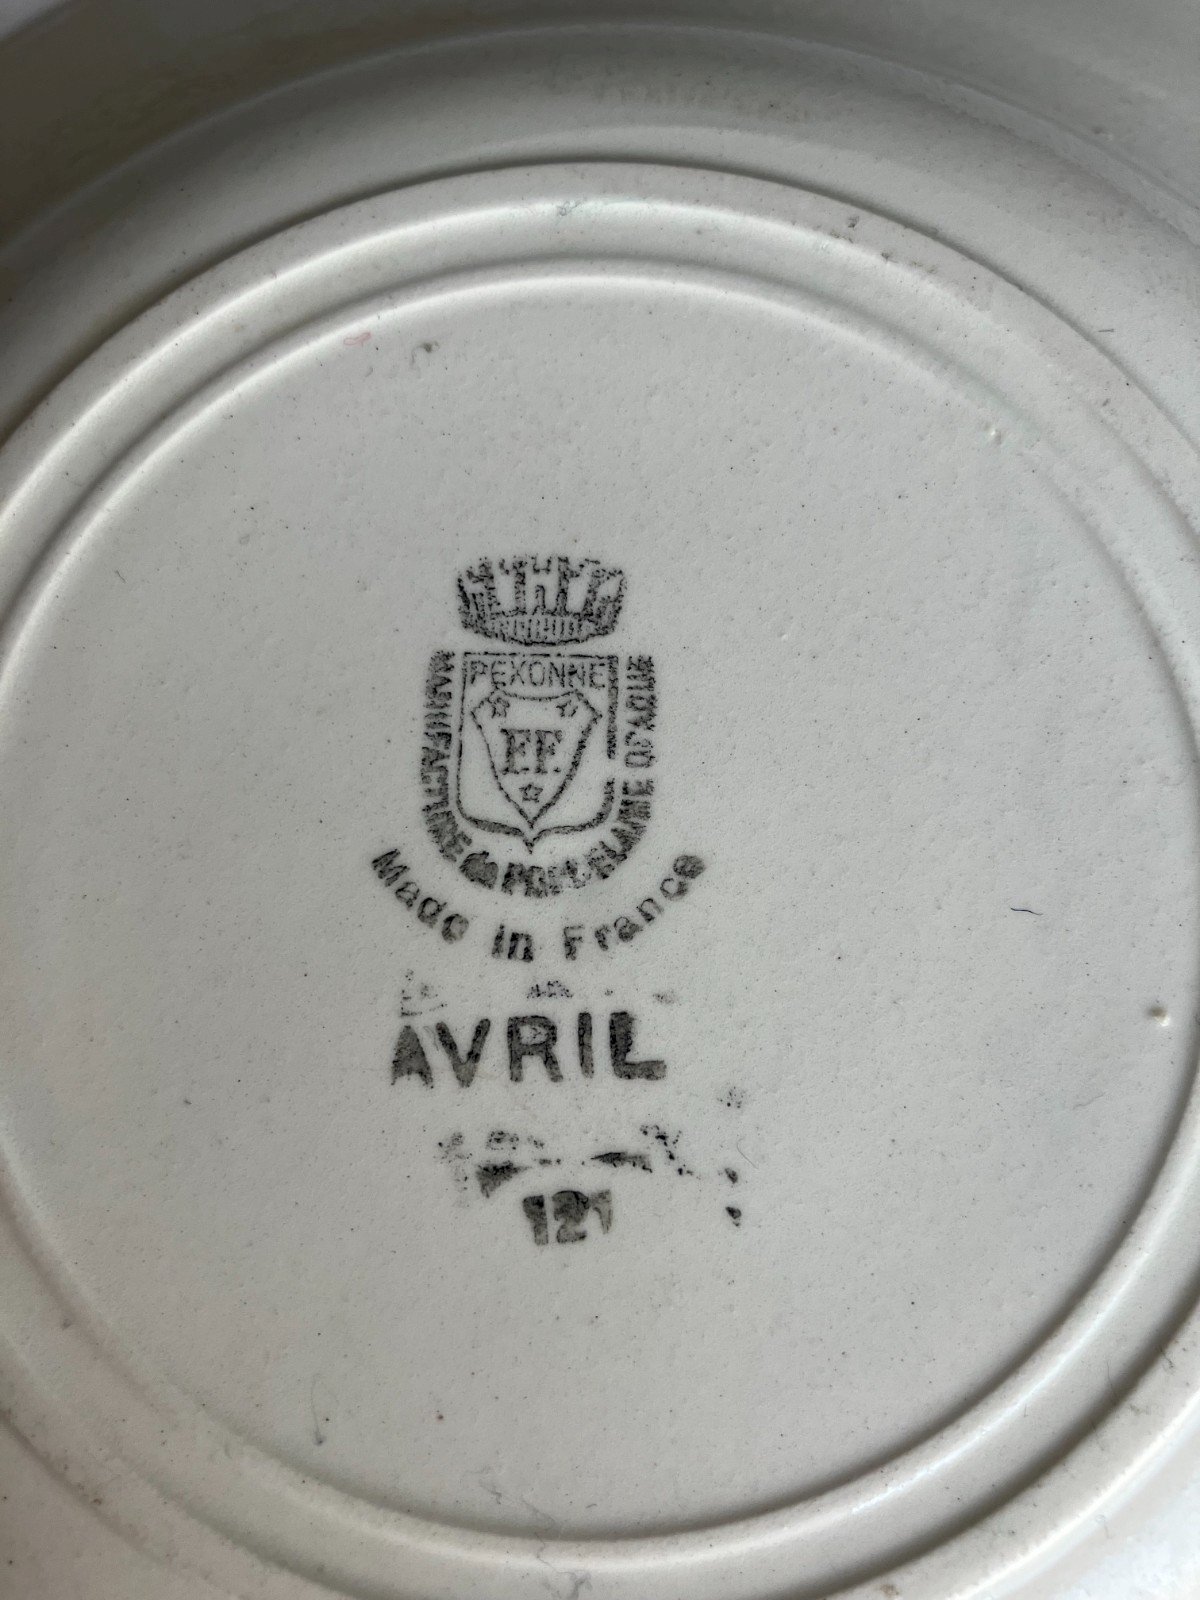 PEXONNE
F.F.
MANUFACTURE de PORCELAINE OPAQUE
Made in France
AVRIL
121